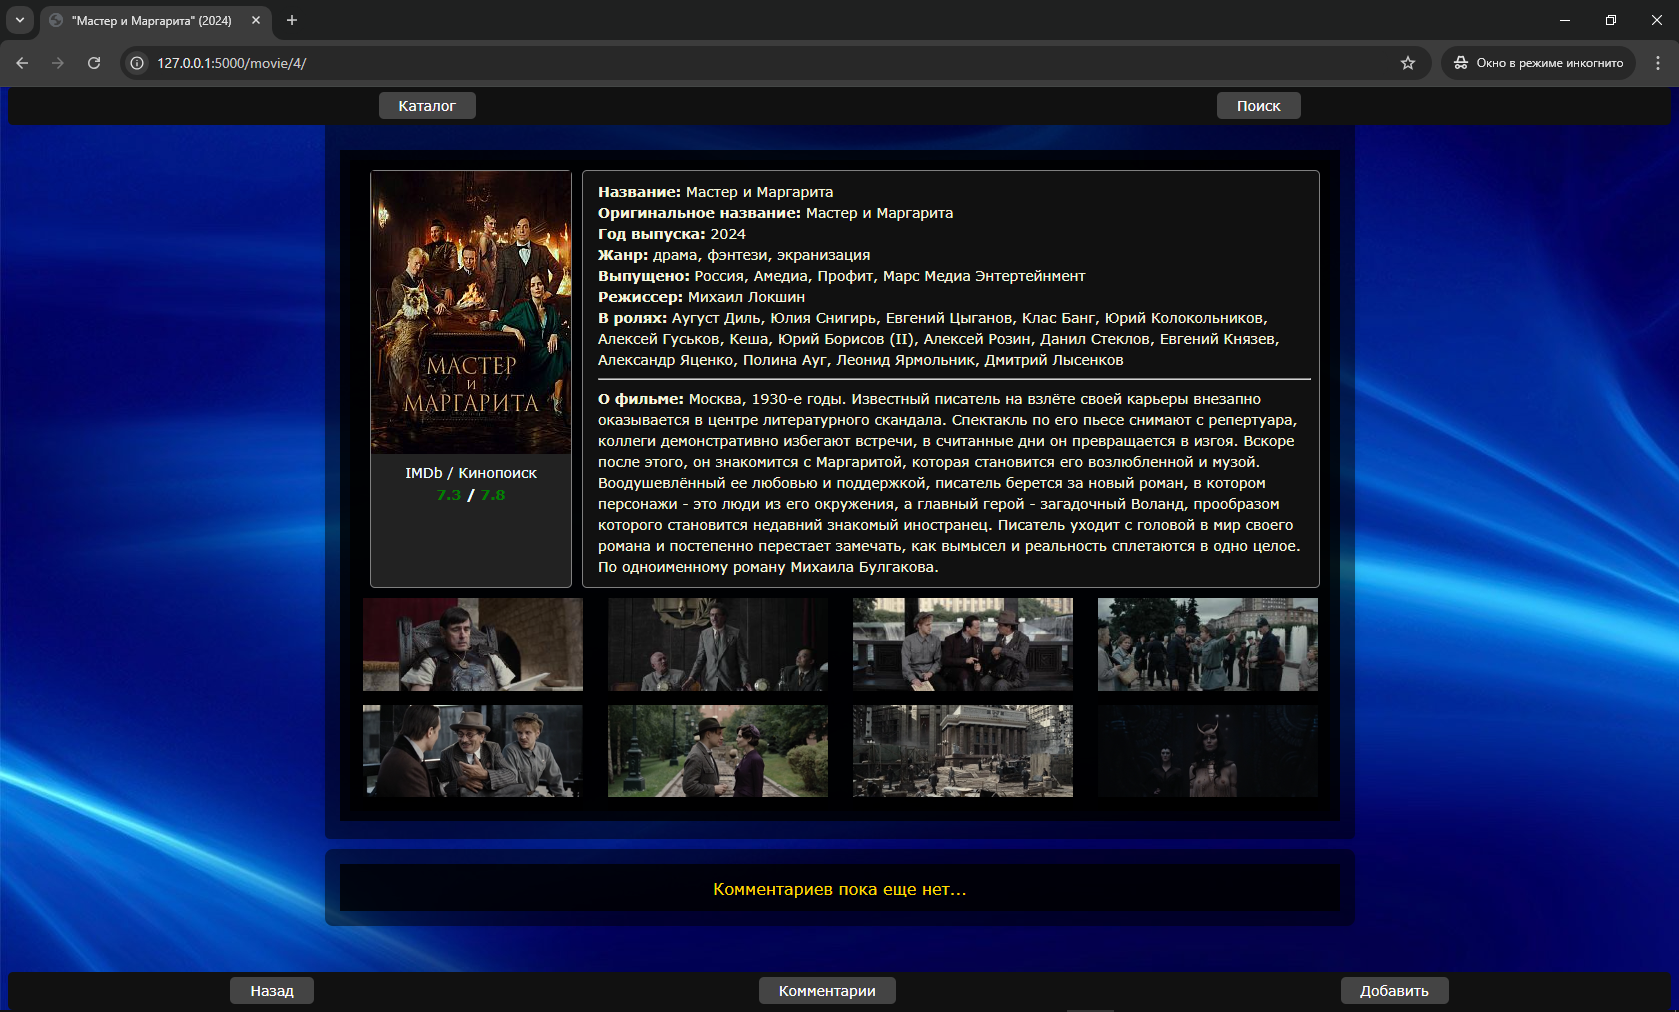 "Мастер и Маргарита" (2024)
127.0.0.1:5000/movie/4/
Окно в режиме инкогнито
Каталог
Поиск
МАСТЕР
И
МАРГАРИТА
IMDb / Кинопоиск
7.3 / 7.8
Название: Мастер и Маргарита
Оригинальное название: Мастер и Маргарита
Год выпуска: 2024
Жанр: драма, фэнтези, экранизация
Выпущено: Россия, Амедиа, Профит, Марс Медиа Энтертейнмент
Режиссер: Михаил Локшин
В ролях: Аугуст Диль, Юлия Снигирь, Евгений Цыганов, Клас Банг, Юрий Колокольников,
Алексей Гуськов, Кеша, Юрий Борисов (II), Алексей Розин, Данил Стеклов, Евгений Князев,
Александр Яценко, Полина Ауг, Леонид Ярмольник, Дмитрий Лысенков
О фильме: Москва, 1930-е годы. Известный писатель на взлёте своей карьеры внезапно
оказывается в центре литературного скандала. Спектакль по его пьесе снимают с репертуара,
коллеги демонстративно избегают встречи, в считанные дни он превращается в изгоя. Вскоре
после этого, он знакомится с Маргаритой, которая становится его возлюбленной и музой.
Воодушевлённый ее любовью и поддержкой, писатель берется за новый роман, в котором
персонажи - это люди из его окружения, а главный герой - загадочный Воланд, прообразом
которого становится недавний знакомый иностранец. Писатель уходит с головой в мир своего
романа и постепенно перестает замечать, как вымысел и реальность сплетаются в одно целое.
По одноименному роману Михаила Булгакова.
Комментариев пока еще нет...
Назад
Комментарии
Добавить